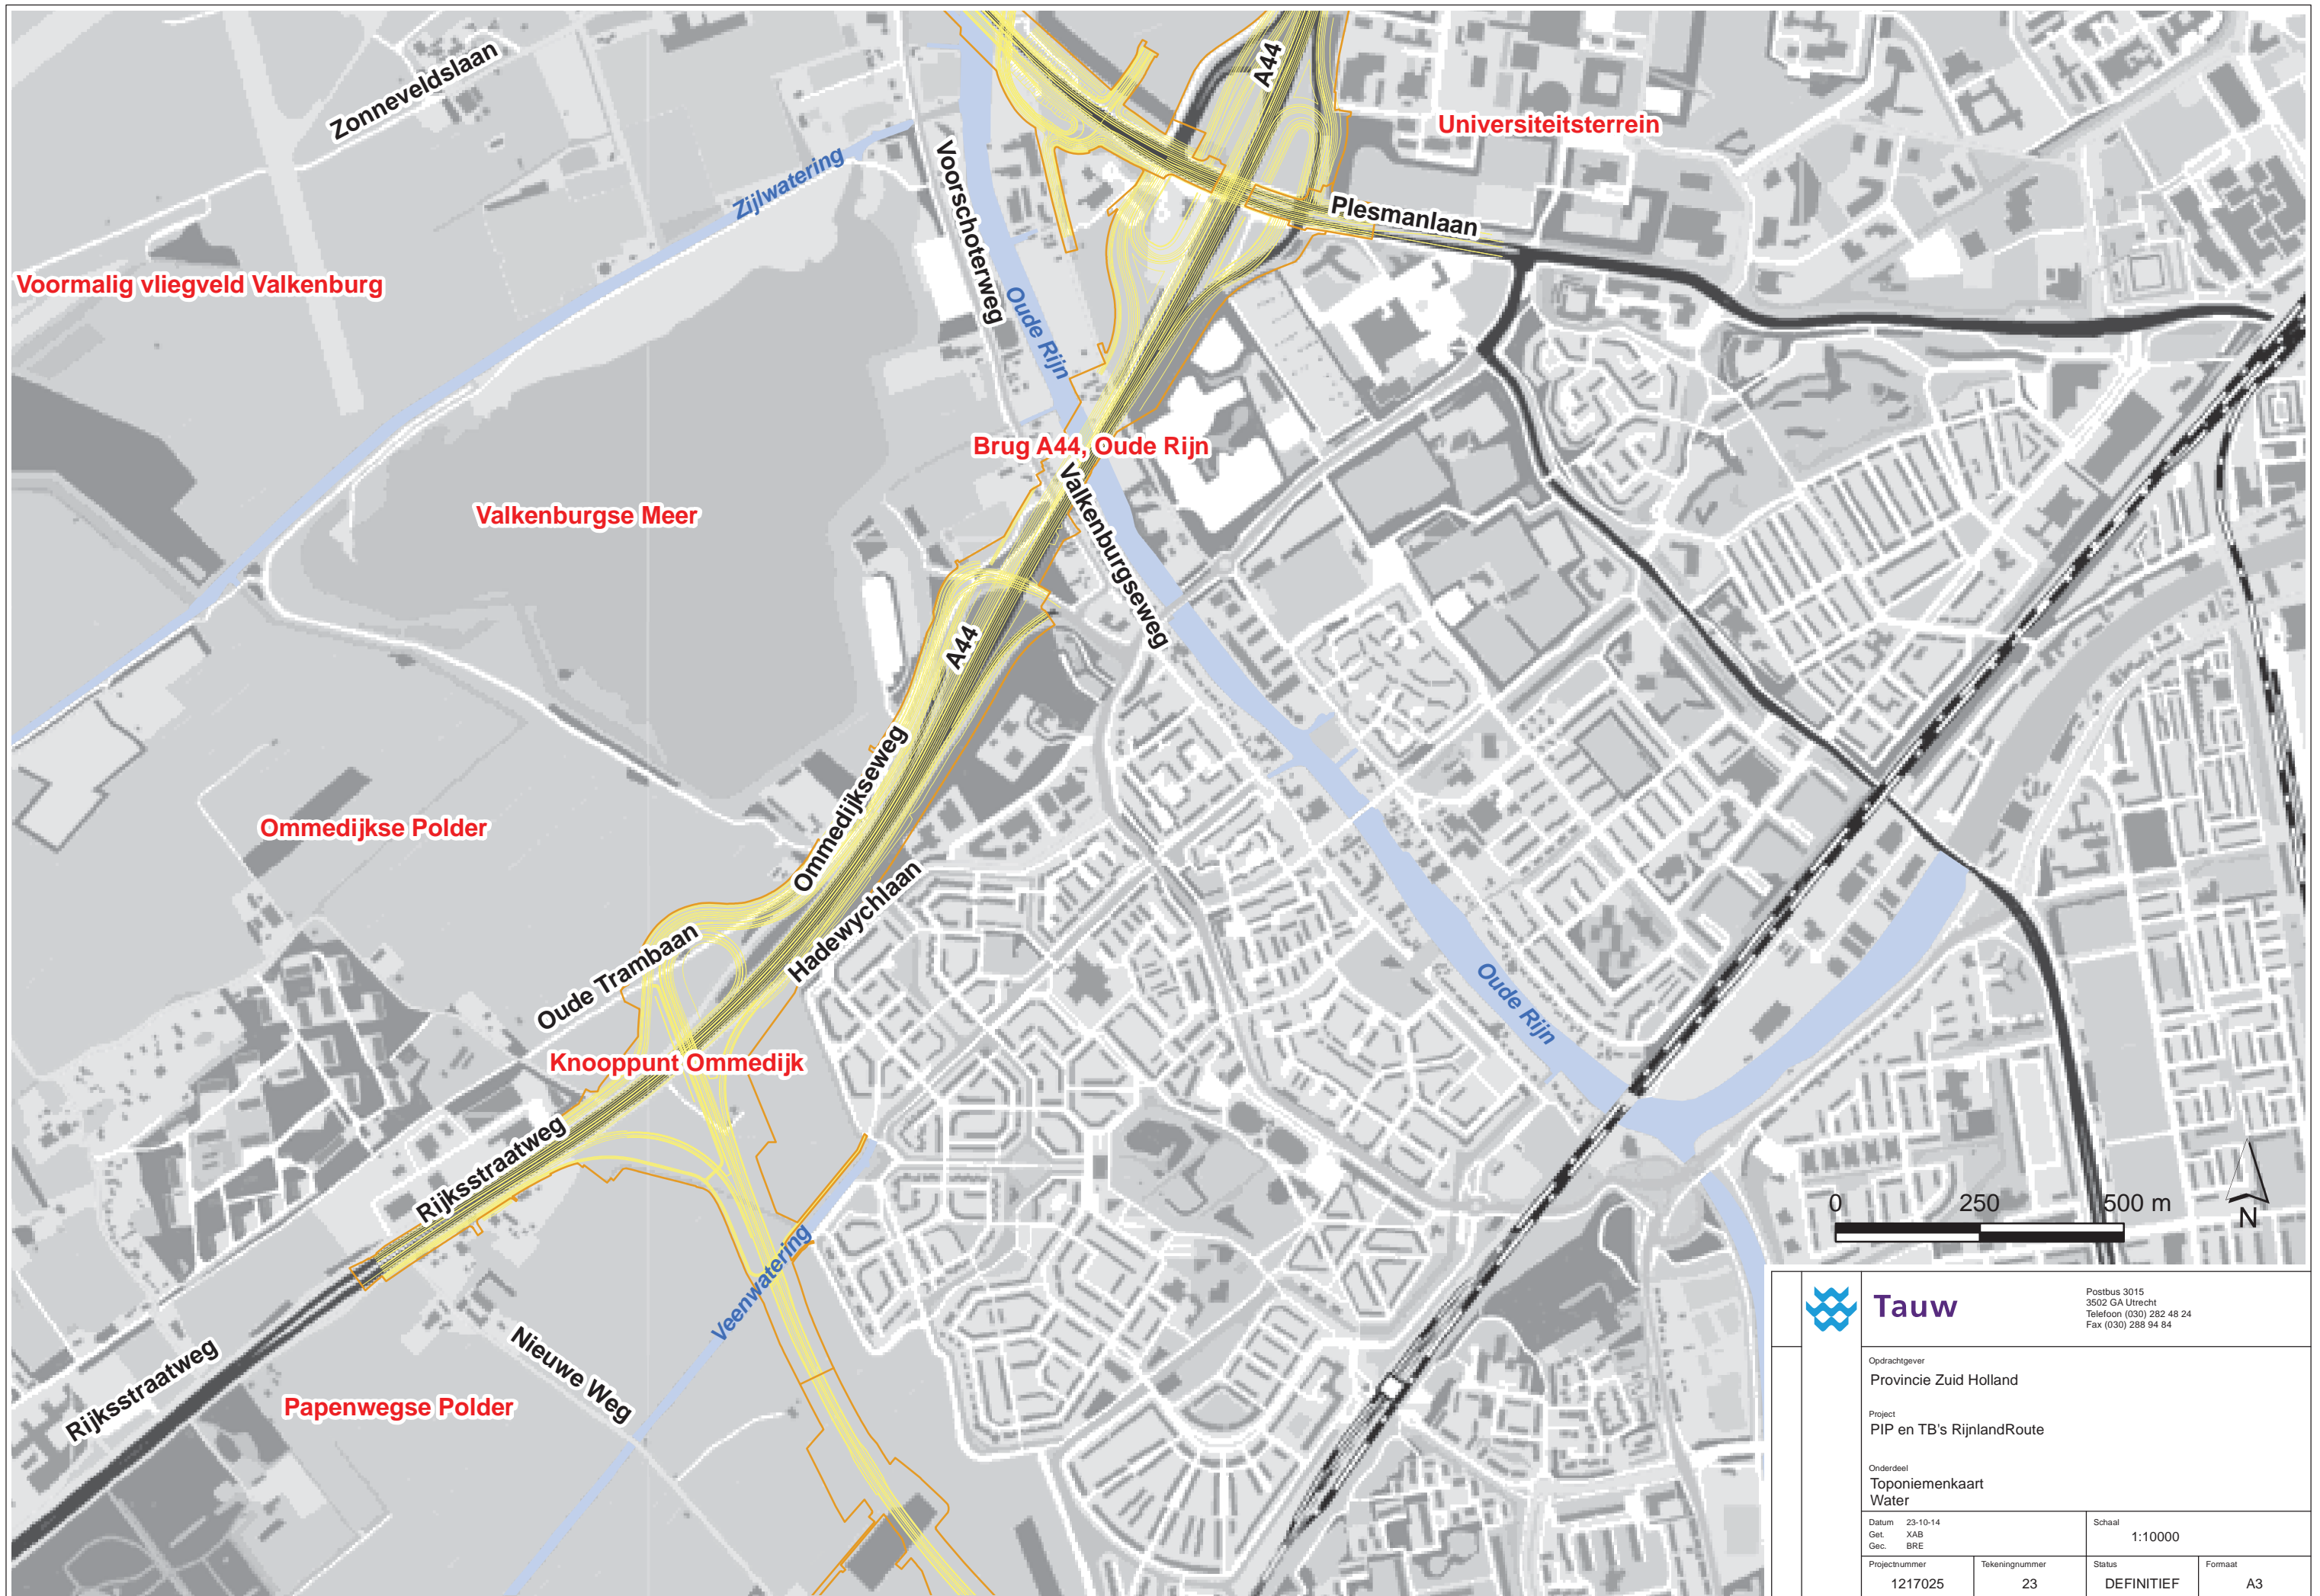 Zonneveldslaan
A44
Universiteitsterrein
Zijlwatering
Voorschoterweg
Plesmanlaan
Voormalig vliegveld Valkenburg
Oude Rijn
Brug A44, Oude Rijn
Valkenburgse Meer
Valkenburgseweg
A44
Ommedijkseweg
Ommedijkse Polder
Hadewychlaan
Oude Trambaan
Oude Rijn
Knooppunt Ommedijk
Rijksstraatweg
Veenwatering
Nieuwe Weg
Rijksstraatweg
Papenwegse Polder
0 250 500 m
N
Tauw
Postbus 3015
3502 GA Utrecht
Telefoon (030) 282 48 24
Fax (030) 288 94 84
Opdrachtgever
Provincie Zuid Holland
Project
PIP en TB's RijnlandRoute
Onderdeel
Toponiemenkaart
Water
Datum 23-10-14
Get. XAB
Gec. BRE
Schaal
1:10000
Projectnummer
1217025
Tekeningnummer
23
Status
DEFINITIEF
Formaat
A3